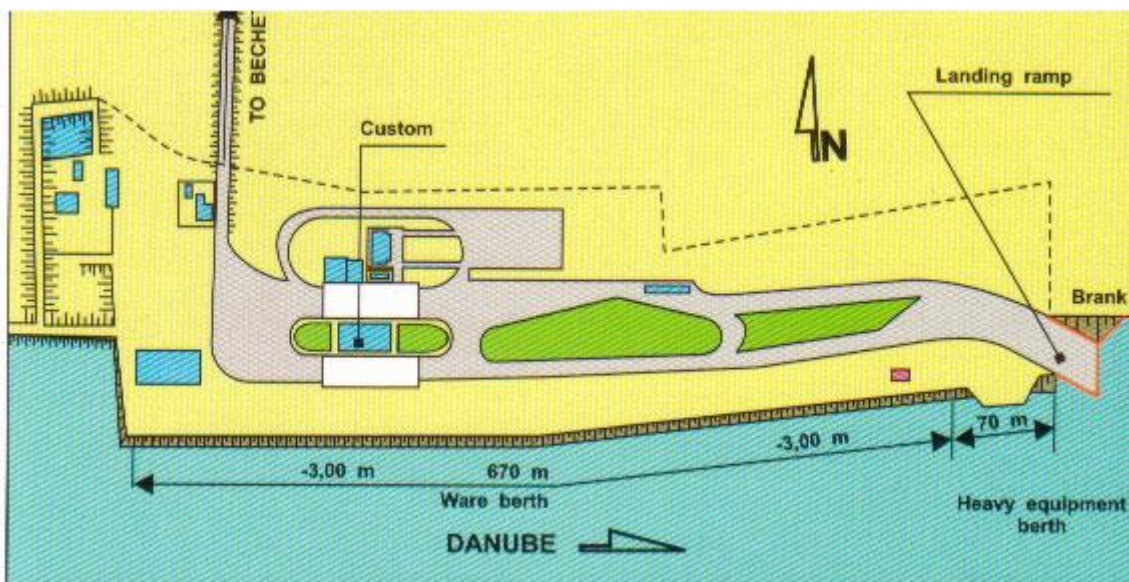 TO BECHET
Custom
N
Landing ramp
Brank
-3,00 m
70 m
-3,00 m
670 m
Ware berth
Heavy equipment
berth
DANUBE